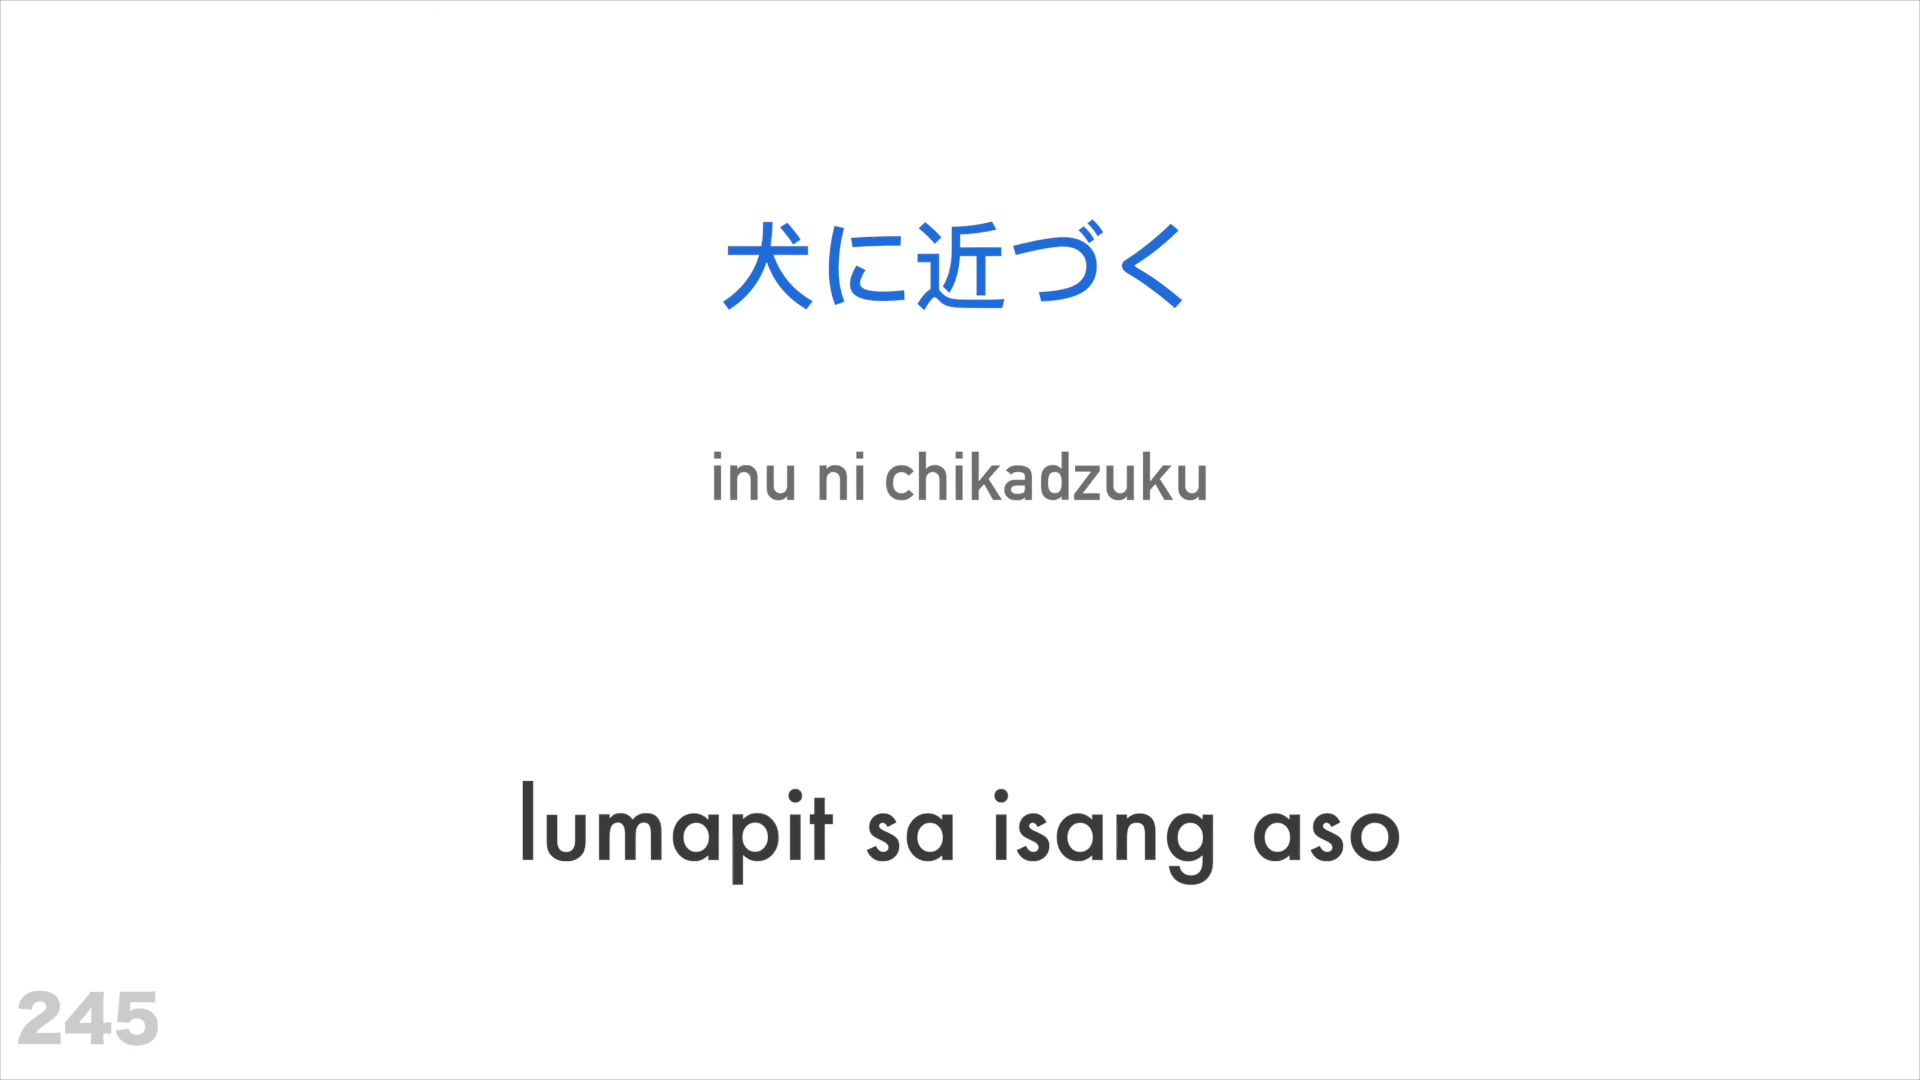 犬に近づく
inu ni chikadzuku
lumapit sa isang aso
245